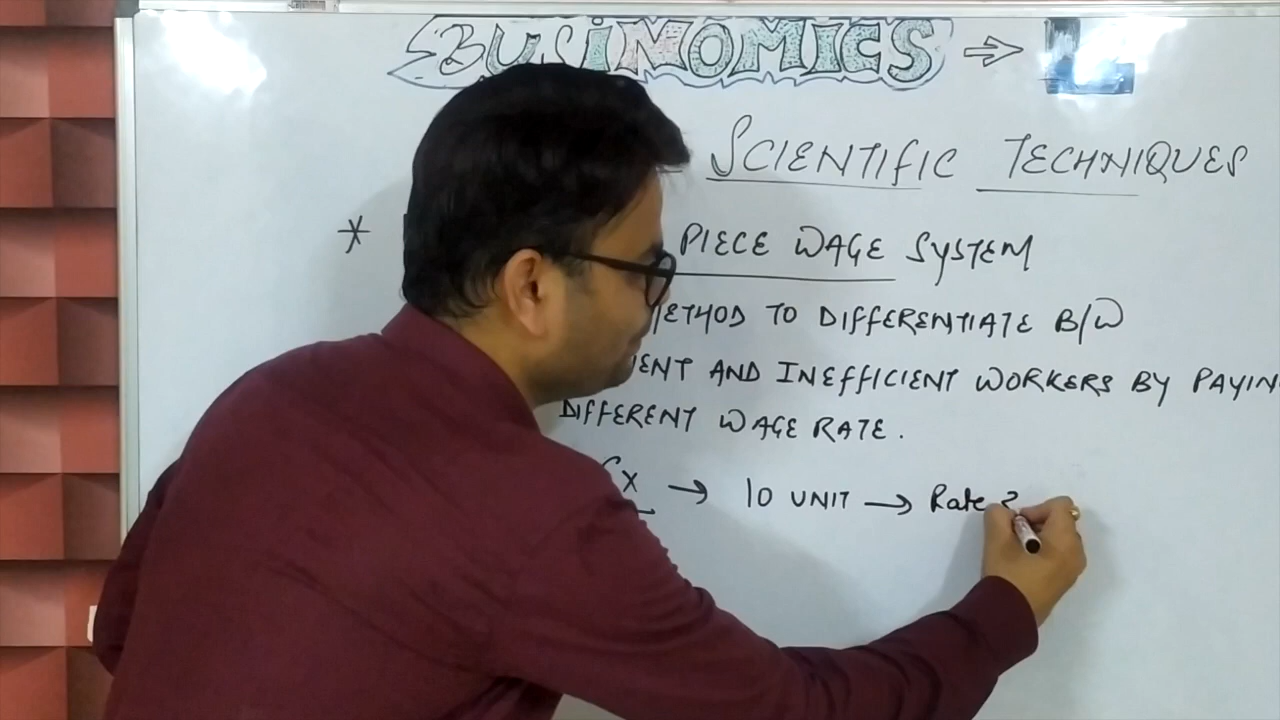 BUSINOMICS →
SCIENTIFIC TECHNIQUES
* PIECE WAGE SYSTEM
METHOD TO DIFFERENTIATE B/W
IENT AND INEFFICIENT WORKERS BY PAYIN
DIFFERENT WAGE RATE.
x → 10 UNIT → Rate